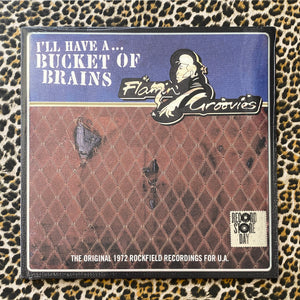 I'LL HAVE A...
BUCKET OF
BRAINS
Flamin
Groovies
RECORD
STORE
DAY
THE ORIGINAL 1972 ROCKFIELD RECORDINGS FOR U.A.